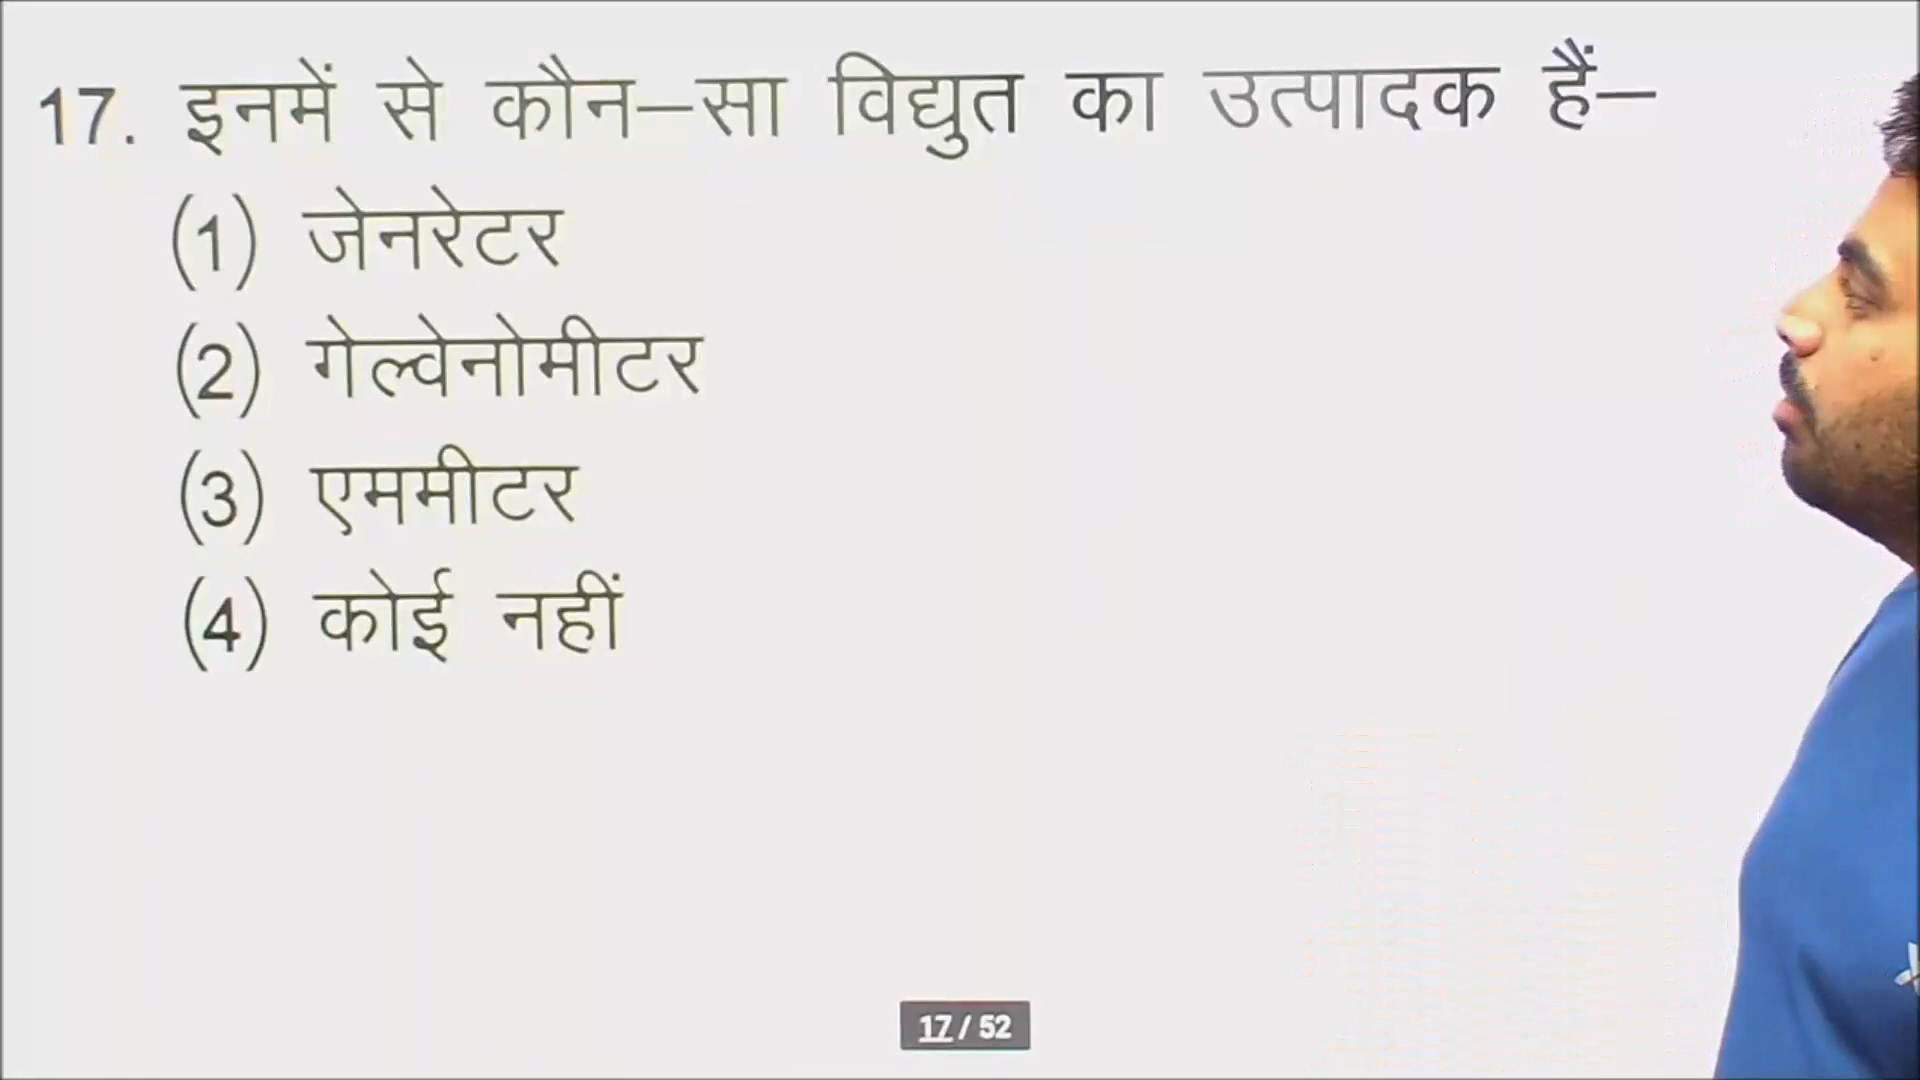 17. इनमें से कौन–सा विद्युत का उत्पादक हैं–
(1) जेनरेटर
(2) गेल्वेनोमीटर
(3) एममीटर
(4) कोई नहीं
17 / 52